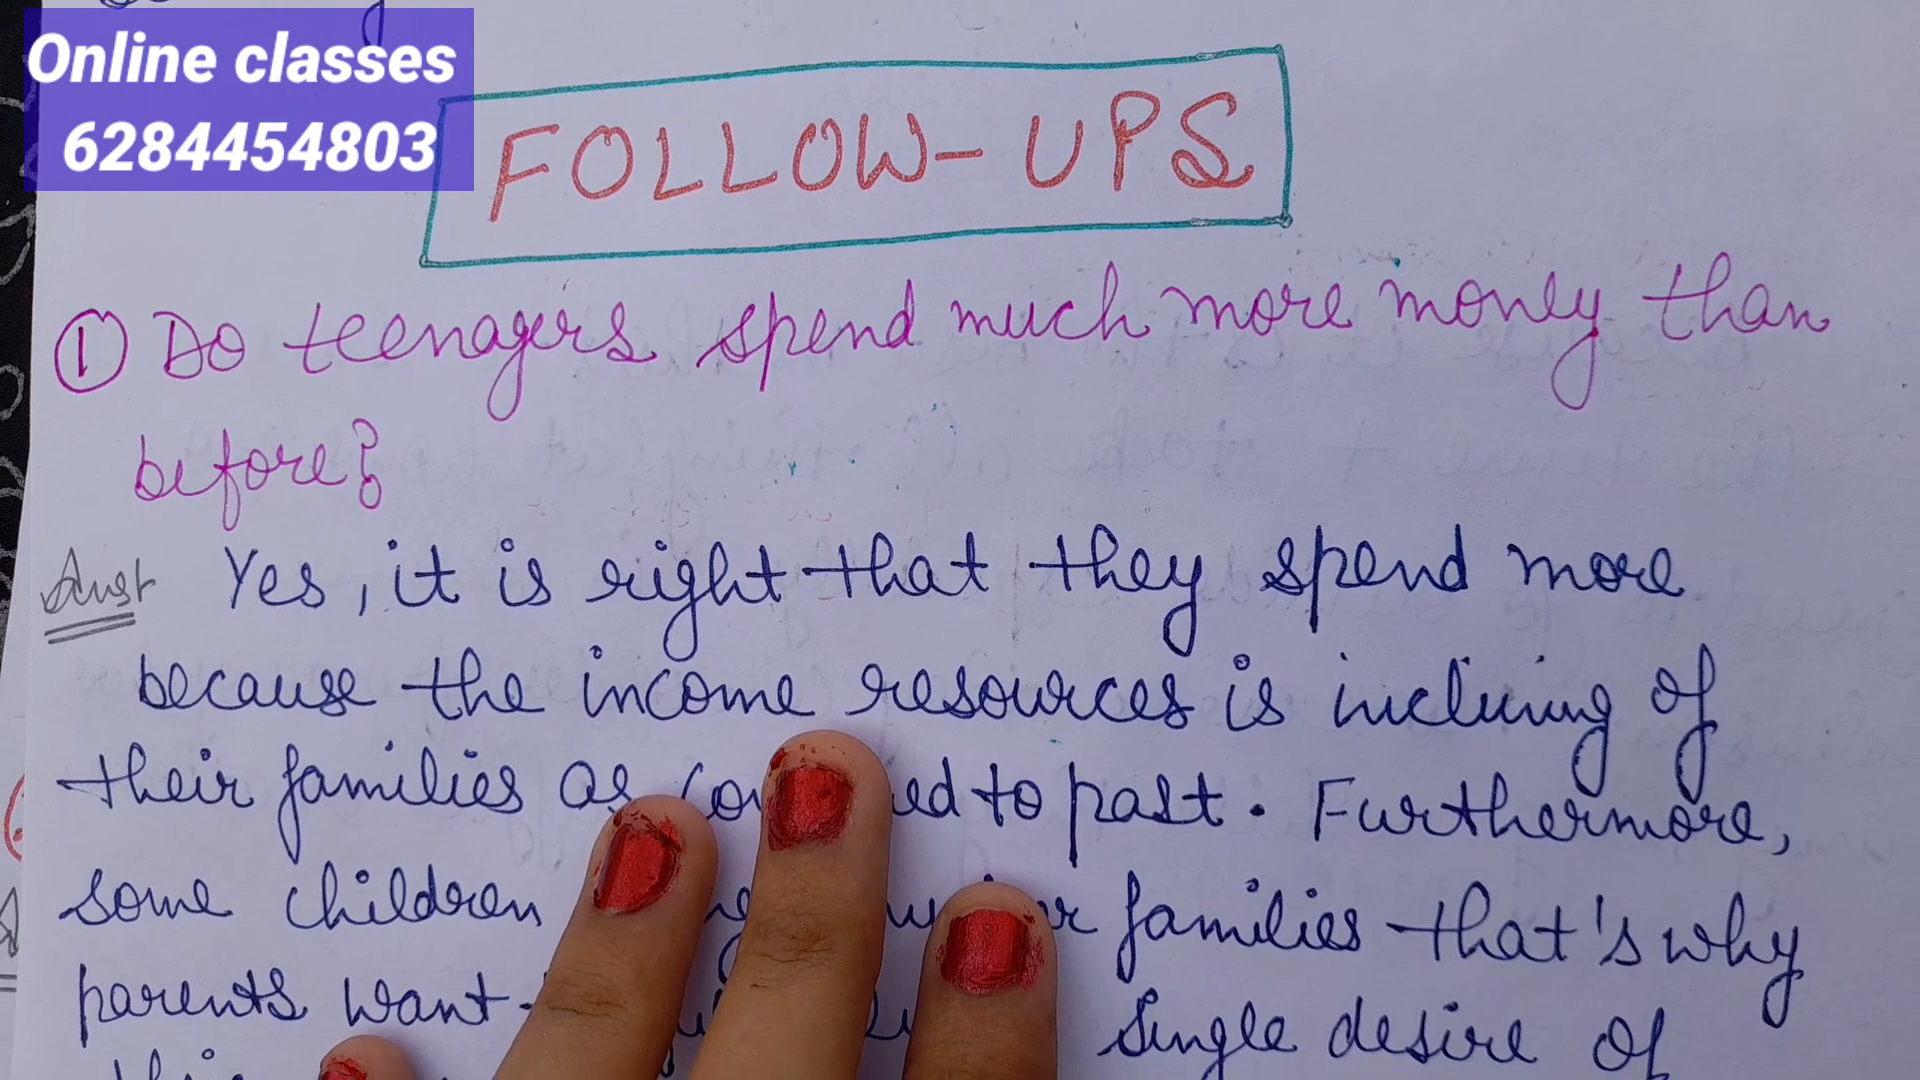 Online classes
6284454803
FOLLOW-UPS
① Do teenagers spend much more money than
before?
Ans Yes, it is right that they spend more
because the income resources is inclining of
their families as to past. Furthermore,
some children families that's why
parents want single desire of